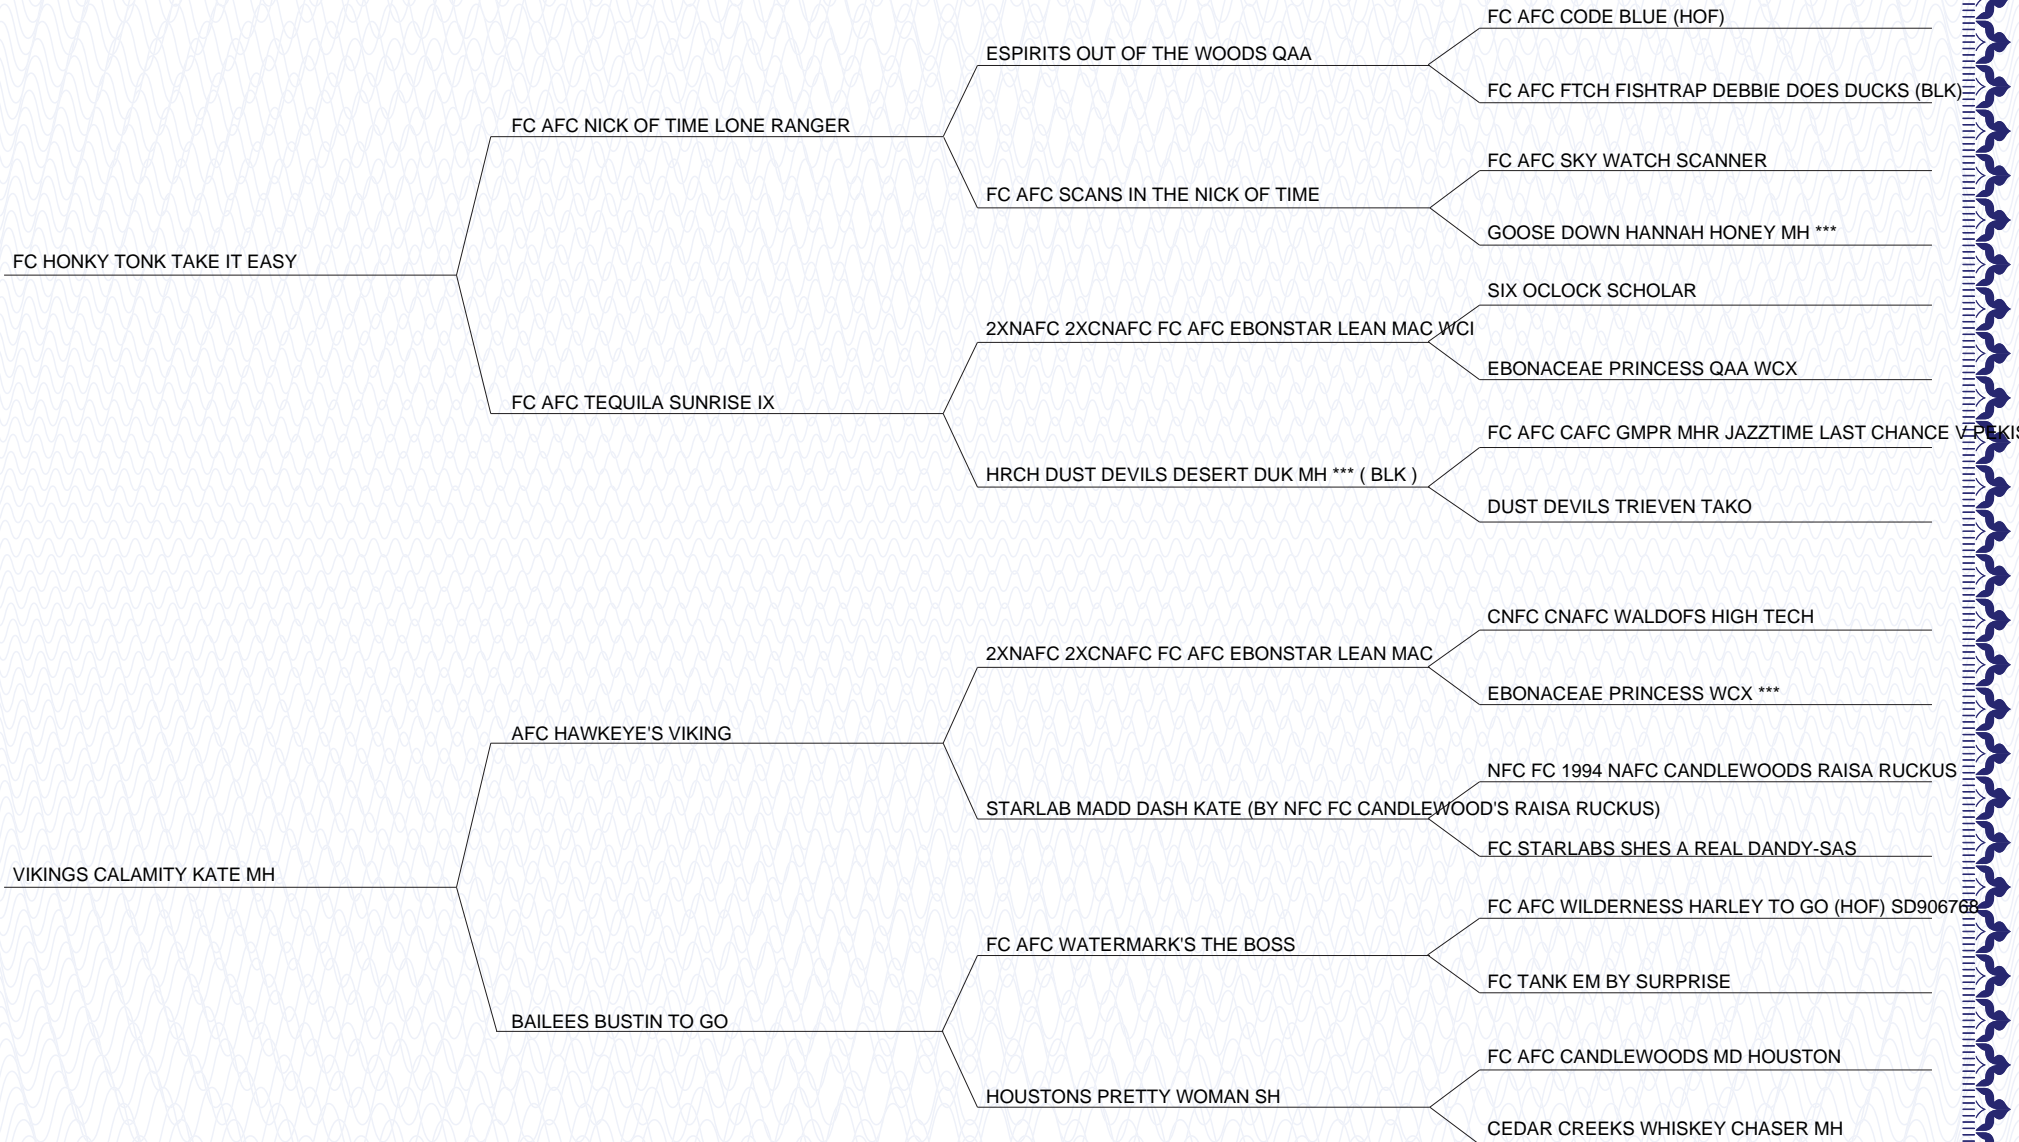 FC AFC CODE BLUE (HOF)
ESPIRITS OUT OF THE WOODS QAA
FC AFC FTCH FISHTRAP DEBBIE DOES DUCKS (BLK)
FC AFC NICK OF TIME LONE RANGER
FC AFC SKY WATCH SCANNER
FC AFC SCANS IN THE NICK OF TIME
GOOSE DOWN HANNAH HONEY MH ***
FC HONKY TONK TAKE IT EASY
SIX OCLOCK SCHOLAR
2XNAFC 2XCNAFC FC AFC EBONSTAR LEAN MAC WCI
EBONACEAE PRINCESS QAA WCX
FC AFC TEQUILA SUNRISE IX
FC AFC CAFC GMPR MHR JAZZTIME LAST CHANCE V
HRCH DUST DEVILS DESERT DUK MH *** ( BLK )
DUST DEVILS TRIEVEN TAKO
CNFC CNAFC WALDOFS HIGH TECH
2XNAFC 2XCNAFC FC AFC EBONSTAR LEAN MAC
EBONACEAE PRINCESS WCX ***
AFC HAWKEYE'S VIKING
NFC FC 1994 NAFC CANDLEWOODS RAISA RUCKUS
STARLAB MADD DASH KATE (BY NFC FC CANDLEWOOD'S RAISA RUCKUS)
FC STARLABS SHES A REAL DANDY-SAS
VIKINGS CALAMITY KATE MH
FC AFC WILDERNESS HARLEY TO GO (HOF) SD906768
FC AFC WATERMARK'S THE BOSS
FC TANK EM BY SURPRISE
BAILEES BUSTIN TO GO
FC AFC CANDLEWOODS MD HOUSTON
HOUSTONS PRETTY WOMAN SH
CEDAR CREEKS WHISKEY CHASER MH